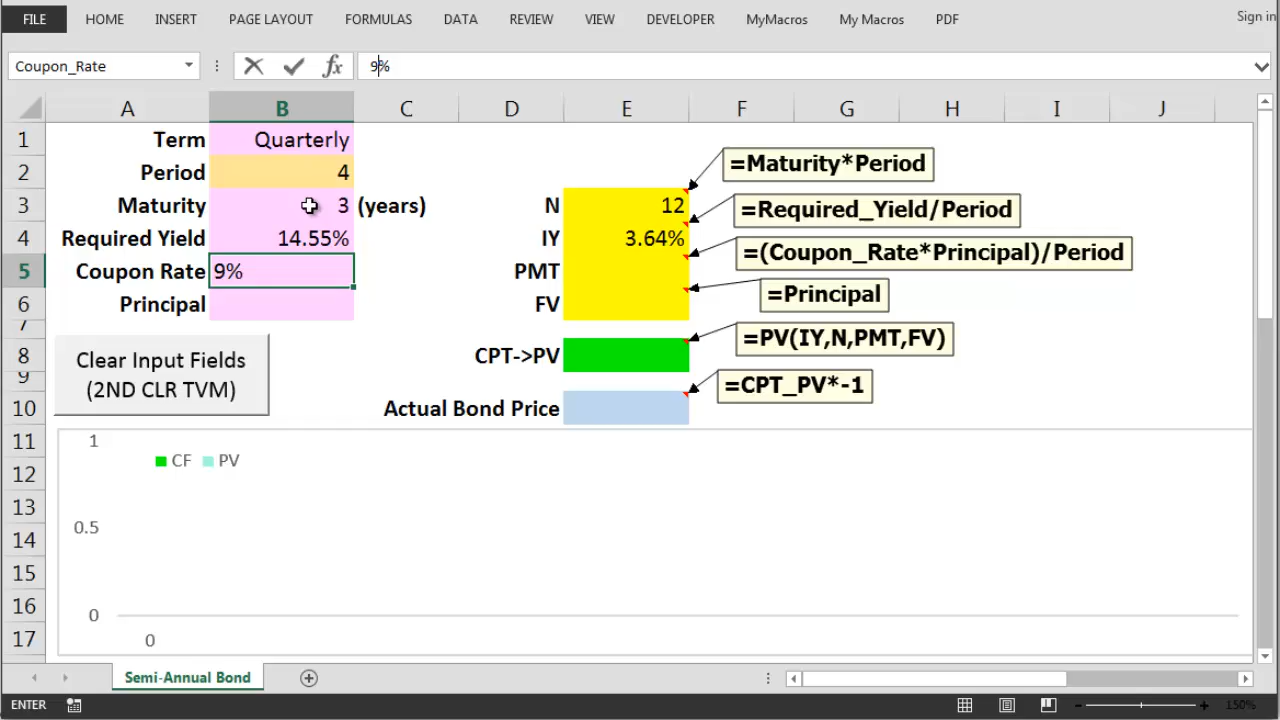 FILE HOME INSERT PAGE LAYOUT FORMULAS DATA REVIEW VIEW DEVELOPER MyMacros My Macros PDF Sign in
Coupon_Rate fx 9%
A B C D E F G H I J
1 Term Quarterly
2 Period 4 =Maturity*Period
3 Maturity 3 (years) N 12 =Required_Yield/Period
4 Required Yield 14.55% IY 3.64% =(Coupon_Rate*Principal)/Period
5 Coupon Rate 9% PMT
6 Principal FV =Principal
7
8 Clear Input Fields CPT->PV =PV(IY,N,PMT,FV)
9 (2ND CLR TVM) =CPT_PV*-1
10 Actual Bond Price
11 1 CF PV
12
13
14 0.5
15
16 0
17 0
Semi-Annual Bond
ENTER 150%